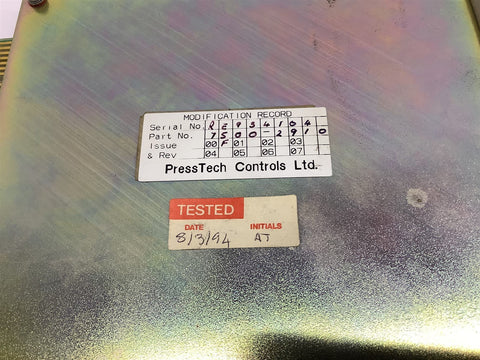 MODIFICATION RECORD
Serial No. R E 9 3 4 1 0 4
Part No. 7 5 0 0 - 2 9 1 0
Issue 00 F 01 02 03
& Rev 04 05 06 07
PressTech Controls Ltd.
TESTED
DATE INITIALS
8/3/94 AJ